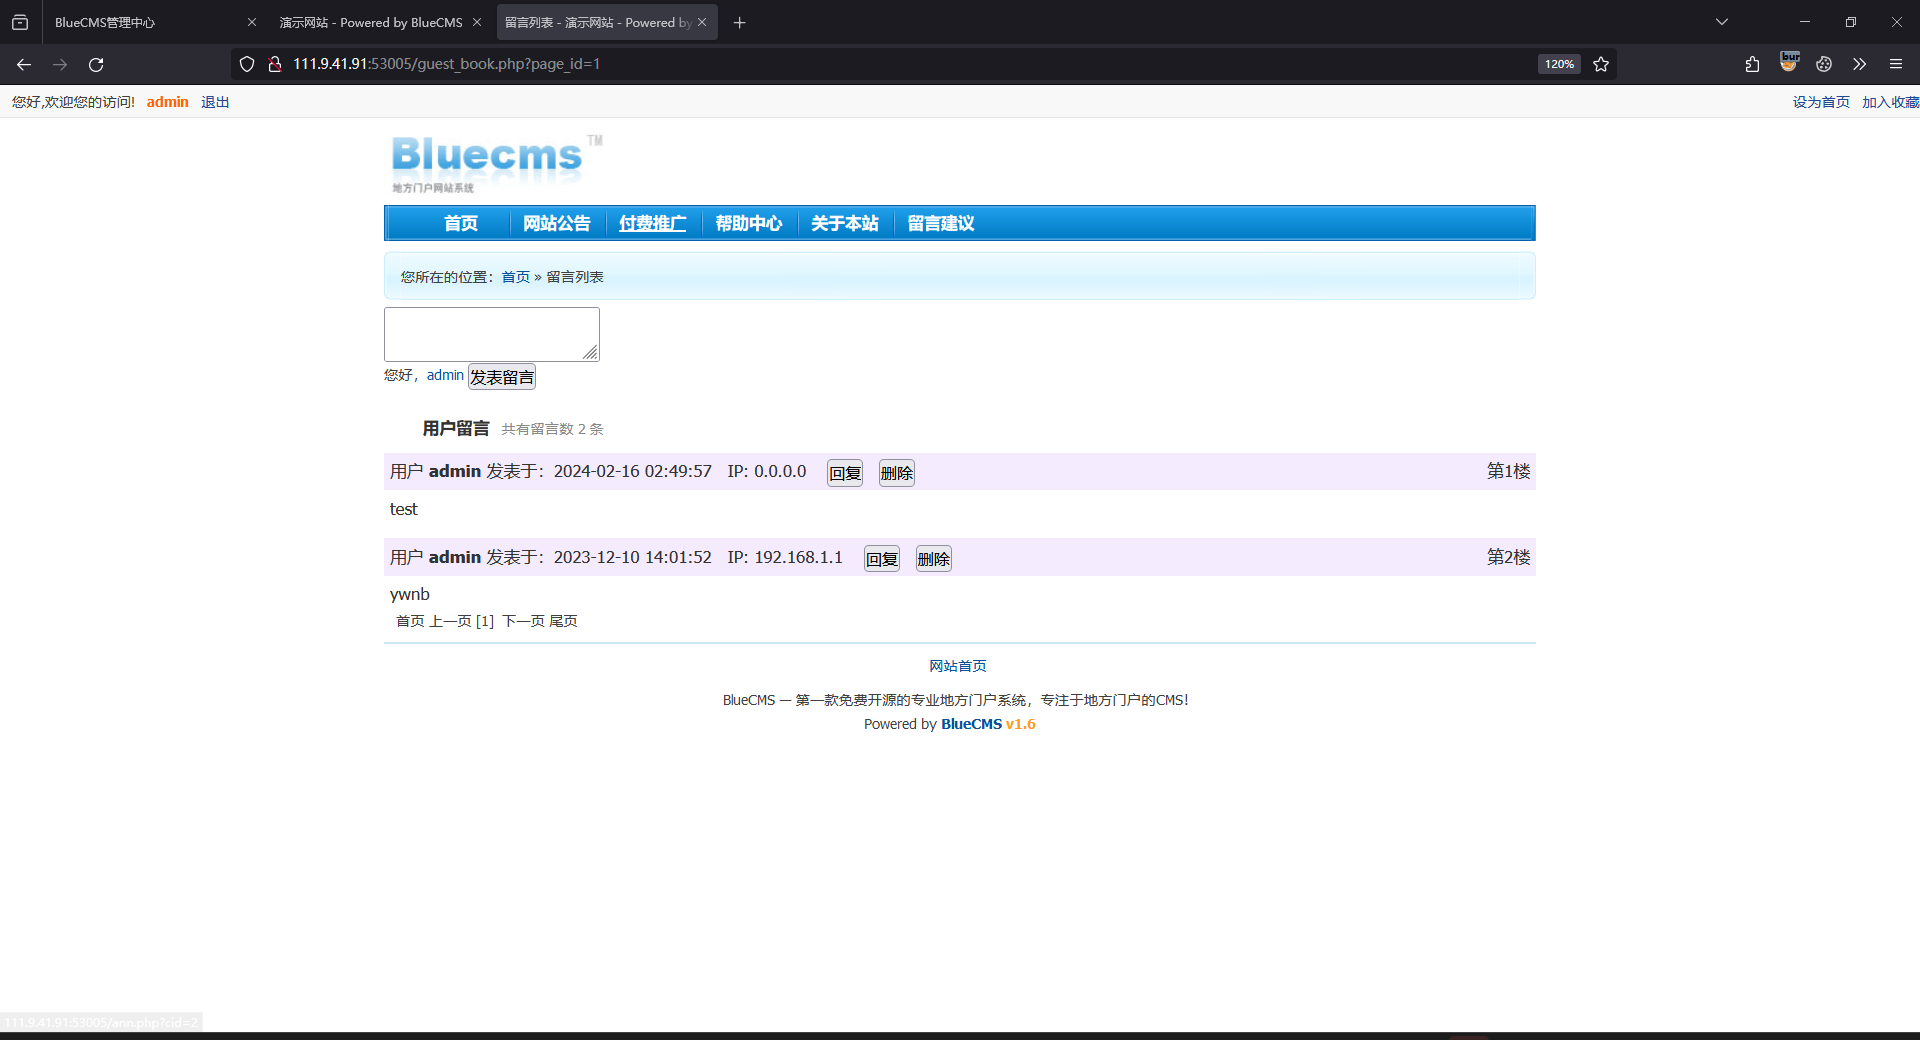 BlueCMS管理中心
演示网站 - Powered by BlueCMS
留言列表 - 演示网站 - Powered by
111.9.41.91:53005/guest_book.php?page_id=1
120%
bur
您好,欢迎您的访问! admin 退出
设为首页 加入收藏
Bluecms TM
地方门户网站系统
首页 网站公告 付费推广 帮助中心 关于本站 留言建议
您所在的位置：首页 » 留言列表
您好，admin 发表留言
用户留言 共有留言数 2 条
用户 admin 发表于：2024-02-16 02:49:57 IP: 0.0.0.0 回复 删除 第1楼
test
用户 admin 发表于：2023-12-10 14:01:52 IP: 192.168.1.1 回复 删除 第2楼
ywnb
首页 上一页 [1] 下一页 尾页
网站首页
BlueCMS — 第一款免费开源的专业地方门户系统，专注于地方门户的CMS!
Powered by BlueCMS v1.6
111.9.41.91:53005/ann.php?cid=2